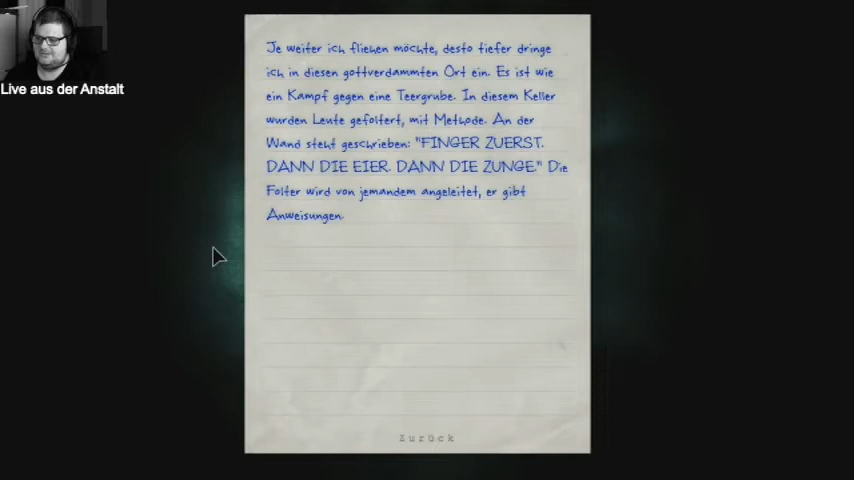 Live aus der Anstalt
Je weiter ich fliehen möchte, desto tiefer dringe
ich in diesen gottverdammten Ort ein. Es ist wie
ein Kampf gegen eine Teergrube. In diesem Keller
wurden Leute gefoltert, mit Methode. An der
Wand steht geschrieben: "FINGER ZUERST.
DANN DIE EIER. DANN DIE ZUNGE." Die
Folter wird von jemandem angeleitet, er gibt
Anweisungen.
Zurück